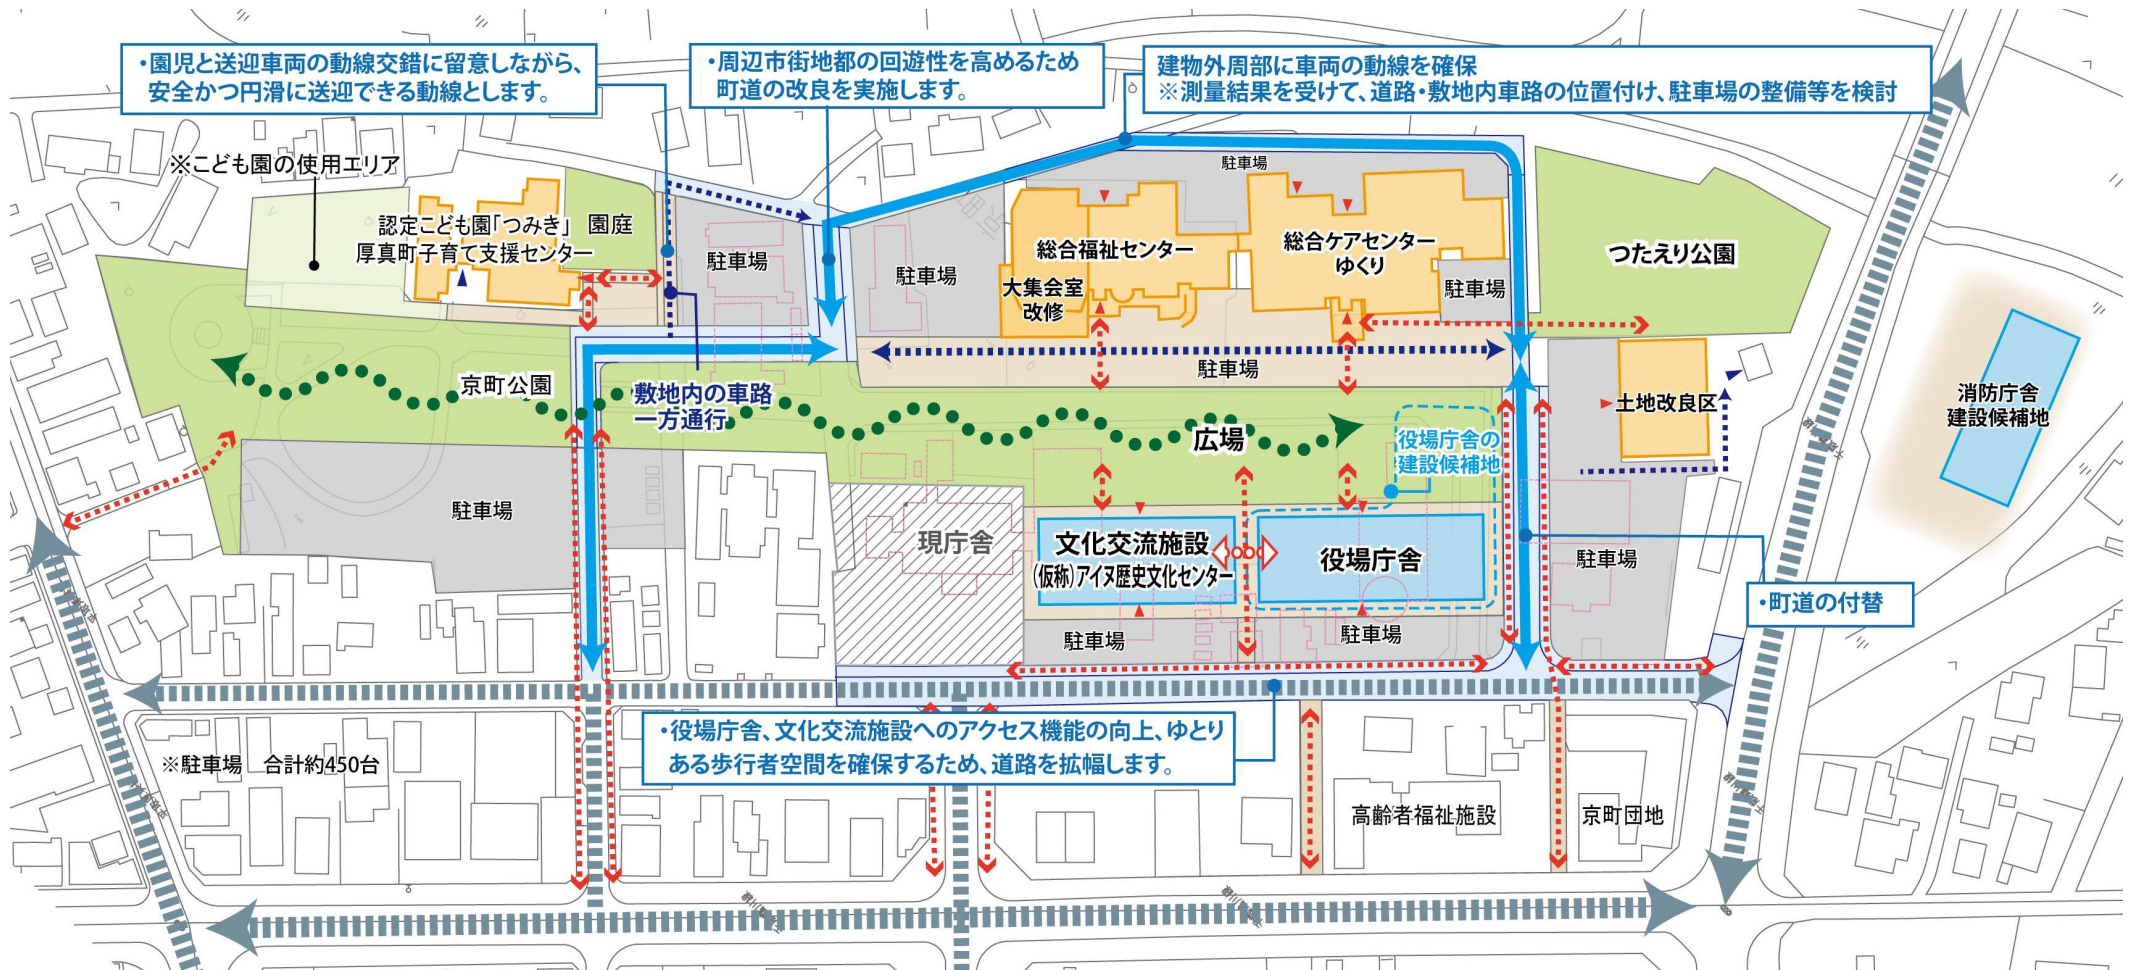 ・園児と送迎車両の動線交錯に留意しながら、
安全かつ円滑に送迎できる動線とします。
・周辺市街地都の回遊性を高めるため
町道の改良を実施します。
建物外周部に車両の動線を確保
※測量結果を受けて、道路・敷地内車路の位置付け、駐車場の整備等を検討
※こども園の使用エリア
認定こども園「つみき」
厚真町子育て支援センター
園庭
駐車場
駐車場
駐車場
総合福祉センター
大集会室
改修
総合ケアセンター
ゆくり
駐車場
つたえり公園
駐車場
京町公園
敷地内の車路
一方通行
広場
役場庁舎の
建設候補地
土地改良区
消防庁舎
建設候補地
駐車場
現庁舎
文化交流施設
(仮称)アイヌ歴史文化センター
役場庁舎
駐車場
・町道の付替
駐車場
駐車場
・役場庁舎、文化交流施設へのアクセス機能の向上、ゆとり
ある歩行者空間を確保するため、道路を拡幅します。
※駐車場　合計約450台
高齢者福祉施設
京町団地